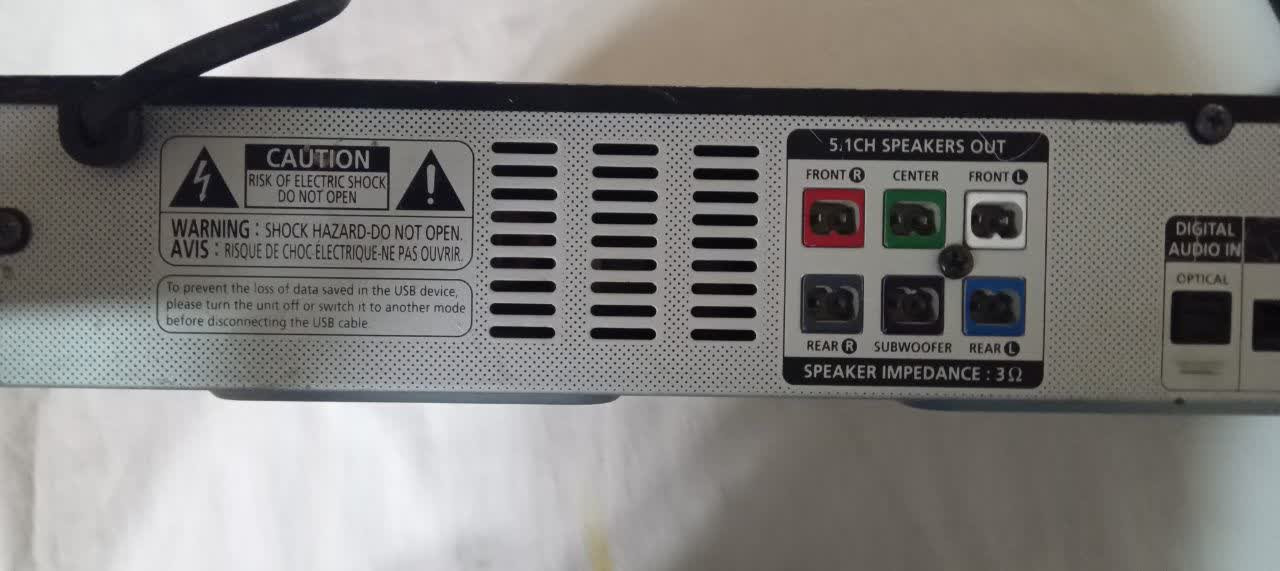 CAUTION
RISK OF ELECTRIC SHOCK
DO NOT OPEN
WARNING : SHOCK HAZARD-DO NOT OPEN.
AVIS : RISQUE DE CHOC ÉLECTRIQUE-NE PAS OUVRIR.
To prevent the loss of data saved in the USB device,
please turn the unit off or switch it to another mode
before disconnecting the USB cable.
5.1CH SPEAKERS OUT
FRONT R CENTER FRONT L
REAR R SUBWOOFER REAR L
SPEAKER IMPEDANCE : 3Ω
DIGITAL
AUDIO IN
OPTICAL